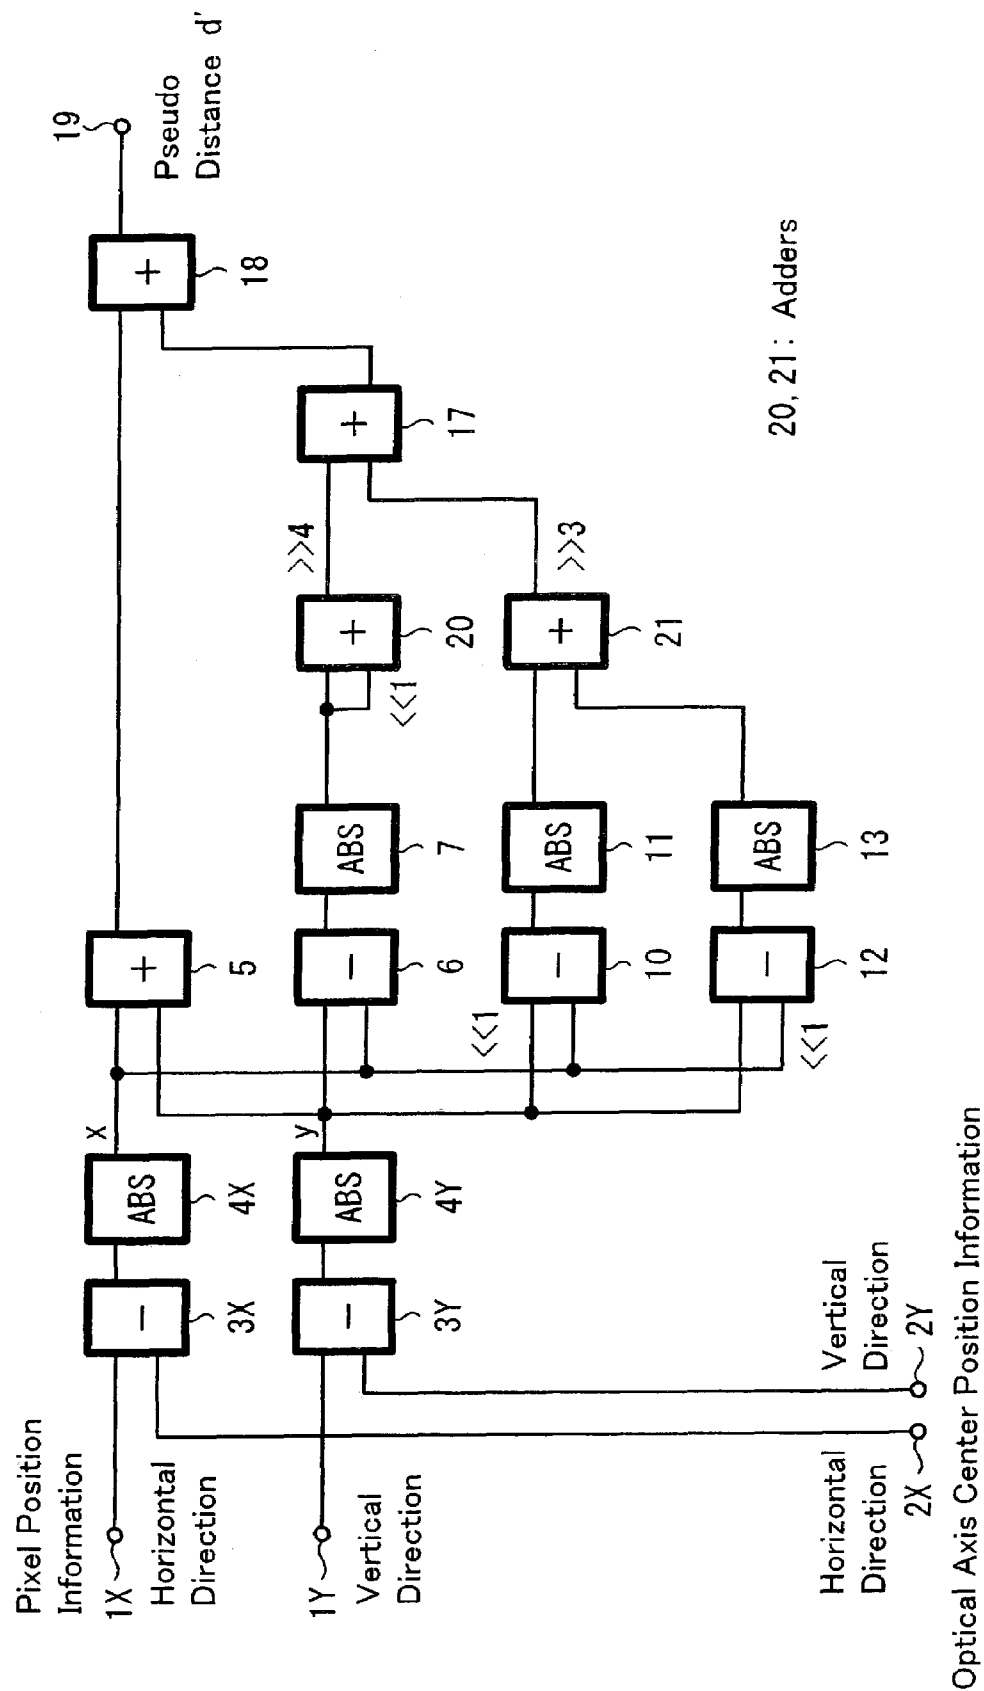 Pixel Position
Information
1X
Horizontal
Direction
1Y
Vertical
Direction
−
3X
ABS
4X
x
+
5
+
18
19
Pseudo
Distance d'
−
3Y
ABS
4Y
y
−
6
ABS
7
<<1
+
20
>>4
+
17
<<1
−
10
ABS
11
+
21
>>3
<<1
−
12
ABS
13
20, 21: Adders
Horizontal
Direction
2X
Vertical
Direction
2Y
Optical Axis Center Position Information